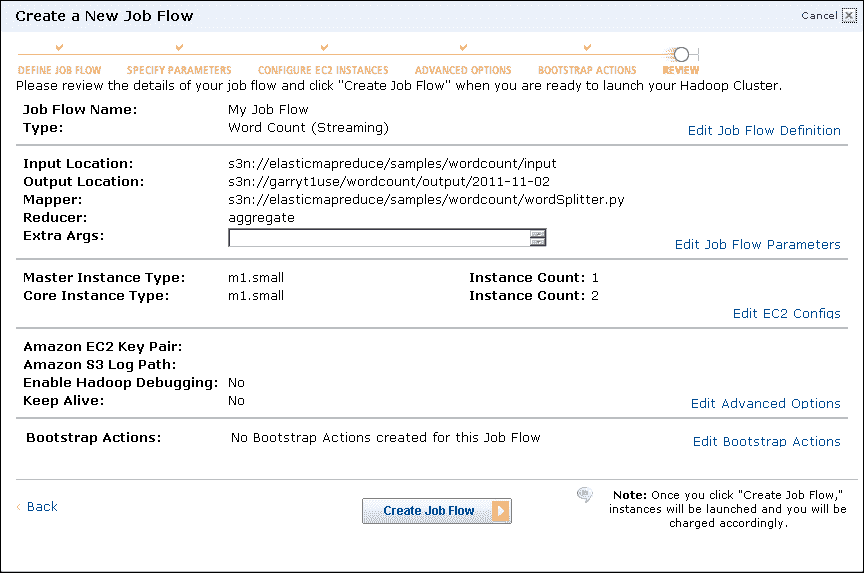 Create a New Job Flow
Cancel
DEFINE JOB FLOW SPECIFY PARAMETERS CONFIGURE EC2 INSTANCES ADVANCED OPTIONS BOOTSTRAP ACTIONS REVIEW
Please review the details of your job flow and click "Create Job Flow" when you are ready to launch your Hadoop Cluster.
Job Flow Name: My Job Flow
Type: Word Count (Streaming)
Edit Job Flow Definition
Input Location: s3n://elasticmapreduce/samples/wordcount/input
Output Location: s3n://garryt1use/wordcount/output/2011-11-02
Mapper: s3n://elasticmapreduce/samples/wordcount/wordSplitter.py
Reducer: aggregate
Extra Args:
Edit Job Flow Parameters
Master Instance Type: m1.small Instance Count: 1
Core Instance Type: m1.small Instance Count: 2
Edit EC2 Configs
Amazon EC2 Key Pair:
Amazon S3 Log Path:
Enable Hadoop Debugging: No
Keep Alive: No
Edit Advanced Options
Bootstrap Actions: No Bootstrap Actions created for this Job Flow
Edit Bootstrap Actions
‹ Back
Create Job Flow
Note: Once you click "Create Job Flow,"
instances will be launched and you will be
charged accordingly.